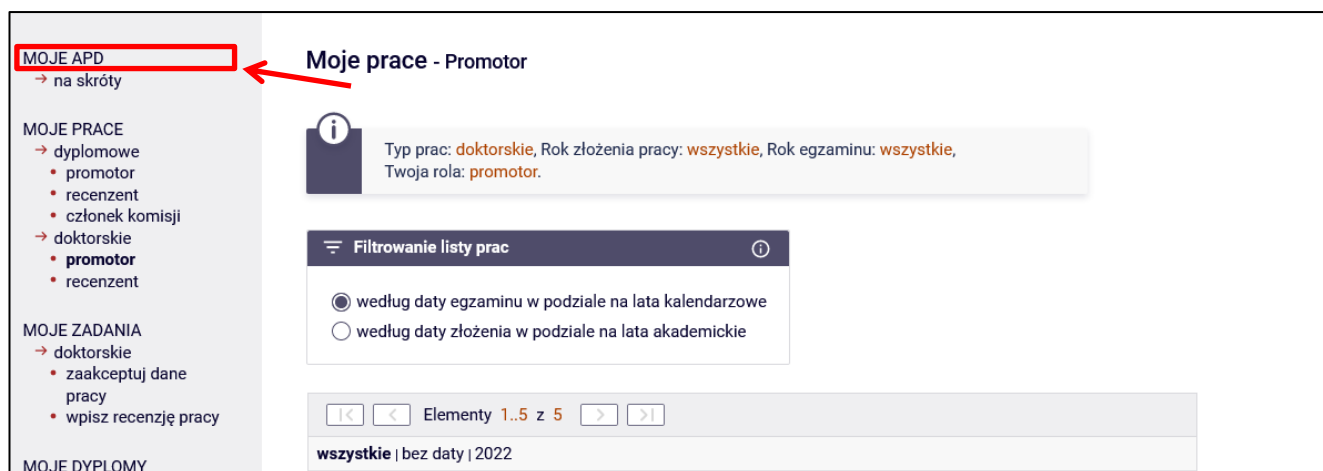 MOJE APD
→ na skróty
MOJE PRACE
→ dyplomowe
• promotor
• recenzent
• członek komisji
→ doktorskie
• promotor
• recenzent
MOJE ZADANIA
→ doktorskie
• zaakceptuj dane
pracy
• wpisz recenzję pracy
MOJE DYPLOMY
Moje prace - Promotor
Typ prac: doktorskie, Rok złożenia pracy: wszystkie, Rok egzaminu: wszystkie,
Twoja rola: promotor.
Filtrowanie listy prac
według daty egzaminu w podziale na lata kalendarzowe
według daty złożenia w podziale na lata akademickie
Elementy 1..5 z 5
wszystkie | bez daty | 2022